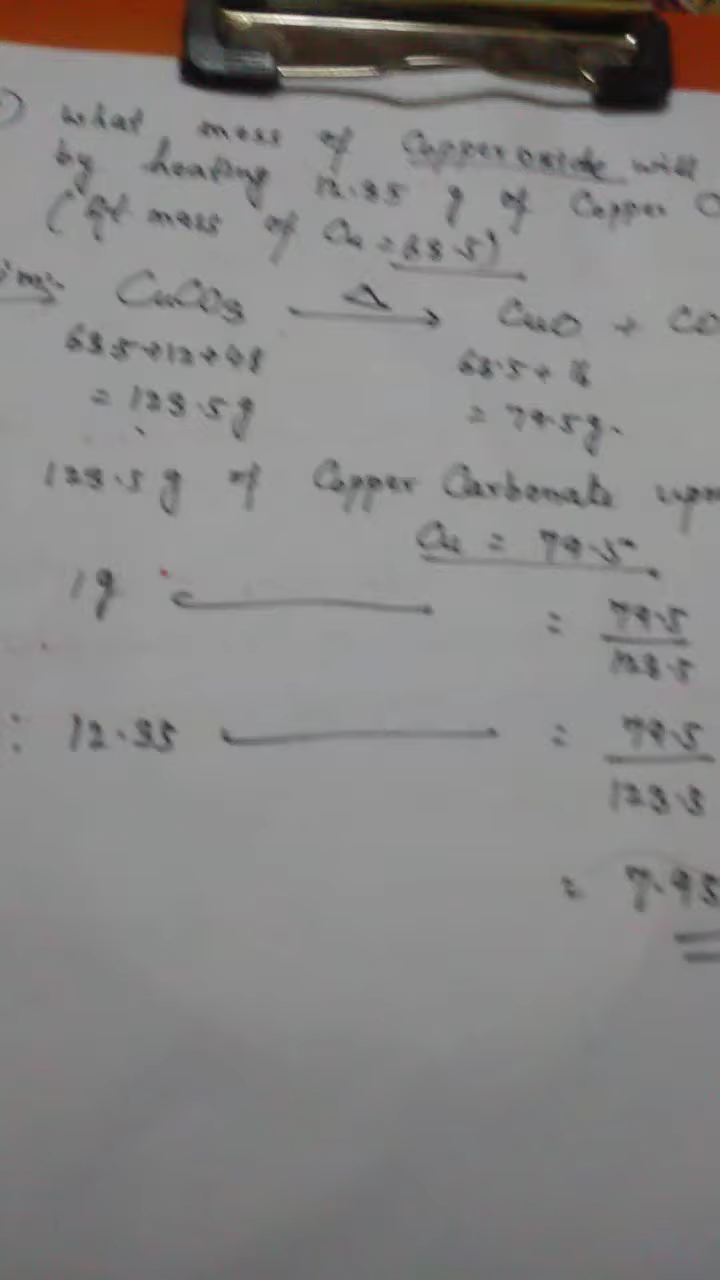 What mass of Copper oxide will
by heating 12.35 g of Copper
(At mass of Cu = 63.5)
CuCO3 → Δ CuO + CO
63.5+12+48 63.5+16
= 123.5g = 79.5g.
123.5 g of Copper Carbonate upon
Cu = 79.5
1g = 79.5/123.5
∴ 12.35 = 79.5/123.5
= 7.95